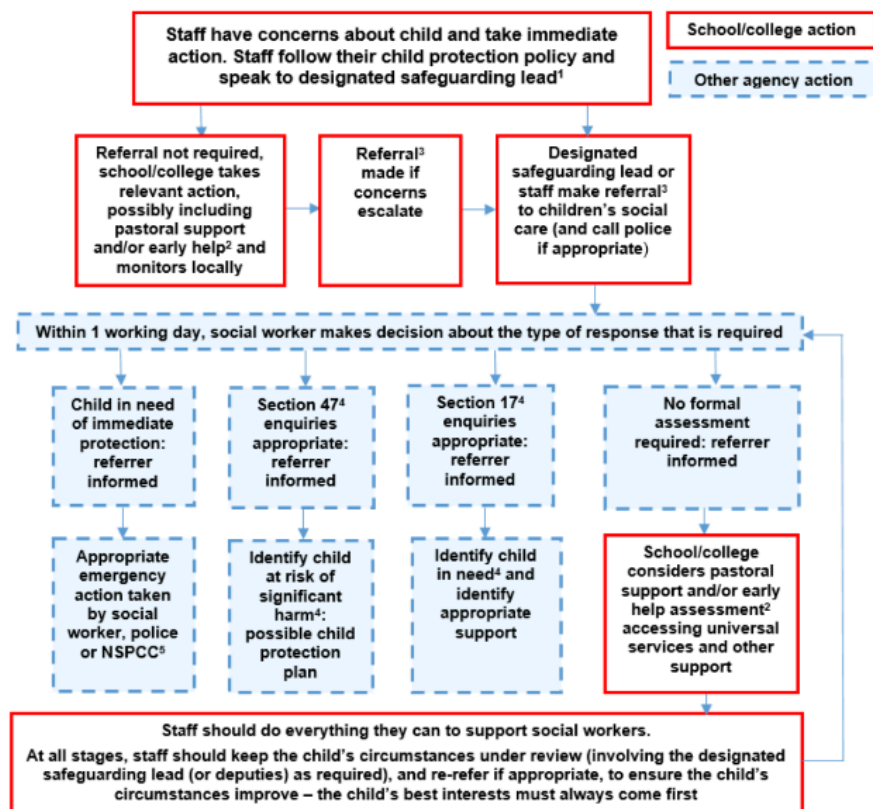 Staff have concerns about child and take immediate
action. Staff follow their child protection policy and
speak to designated safeguarding lead¹
School/college action
Other agency action
Referral not required,
school/college takes
relevant action,
possibly including
pastoral support
and/or early help² and
monitors locally
Referral³
made if
concerns
escalate
Designated
safeguarding lead or
staff make referral³
to children's social
care (and call police
if appropriate)
Within 1 working day, social worker makes decision about the type of response that is required
Child in need
of immediate
protection:
referrer
informed
Section 47⁴
enquiries
appropriate:
referrer
informed
Section 17⁴
enquiries
appropriate:
referrer
informed
No formal
assessment
required: referrer
informed
Appropriate
emergency
action taken
by social
worker, police
or NSPCC⁵
Identify child
at risk of
significant
harm⁴:
possible child
protection
plan
Identify child
in need⁴ and
identify
appropriate
support
School/college
considers pastoral
support and/or early
help assessment²
accessing universal
services and other
support
Staff should do everything they can to support social workers.
At all stages, staff should keep the child's circumstances under review (involving the designated
safeguarding lead (or deputies) as required), and re-refer if appropriate, to ensure the child's
circumstances improve – the child's best interests must always come first